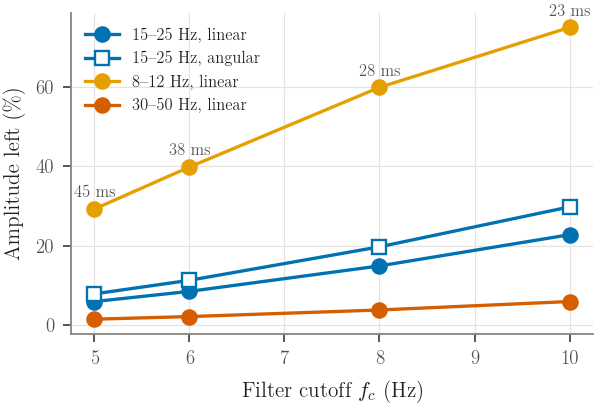 23 ms
15–25 Hz, linear
15–25 Hz, angular
8–12 Hz, linear
30–50 Hz, linear
28 ms
38 ms
45 ms
Amplitude left (%)
60
40
20
0
5
6
7
8
9
10
Filter cutoff f_c (Hz)